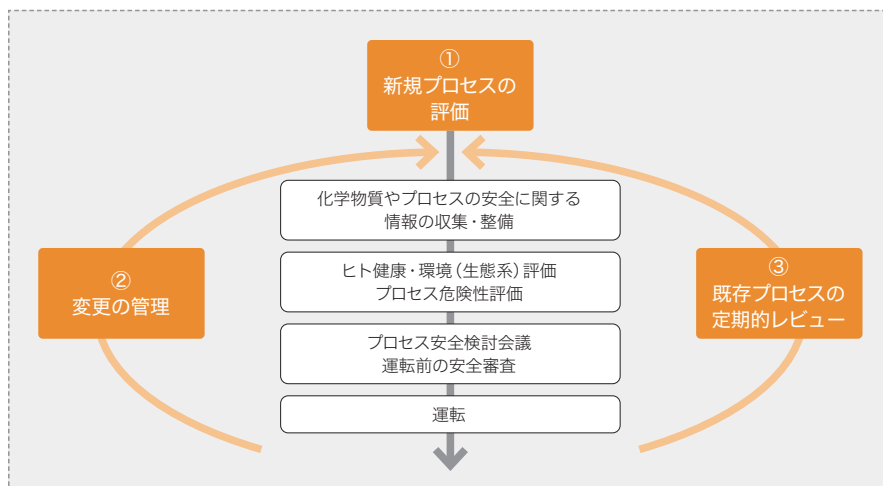 ①
新規プロセスの
評価
化学物質やプロセスの安全に関する
情報の収集・整備
②
変更の管理
ヒト健康・環境（生態系）評価
プロセス危険性評価
③
既存プロセスの
定期的レビュー
プロセス安全検討会議
運転前の安全審査
運転